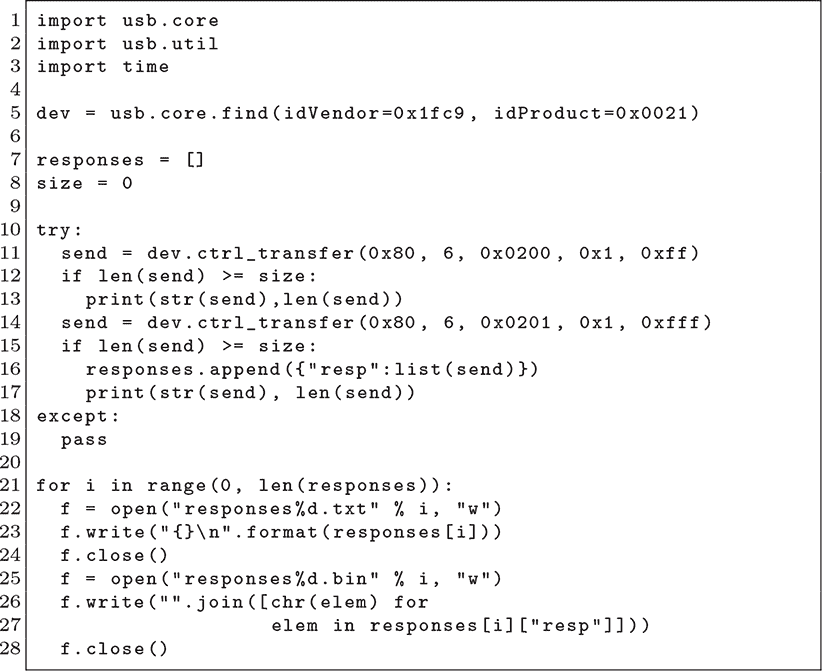 1 import usb.core
2 import usb.util
3 import time
4
5 dev = usb.core.find(idVendor=0x1fc9, idProduct=0x0021)
6
7 responses = []
8 size = 0
9
10 try:
11   send = dev.ctrl_transfer(0x80, 6, 0x0200, 0x1, 0xff)
12   if len(send) >= size:
13     print(str(send),len(send))
14   send = dev.ctrl_transfer(0x80, 6, 0x0201, 0x1, 0xfff)
15   if len(send) >= size:
16     responses.append({"resp":list(send)})
17     print(str(send), len(send))
18 except:
19   pass
20
21 for i in range(0, len(responses)):
22   f = open("responses%d.txt" % i, "w")
23   f.write("{}\n".format(responses[i]))
24   f.close()
25   f = open("responses%d.bin" % i, "w")
26   f.write("".join([chr(elem) for
27                    elem in responses[i]["resp"]]))
28   f.close()